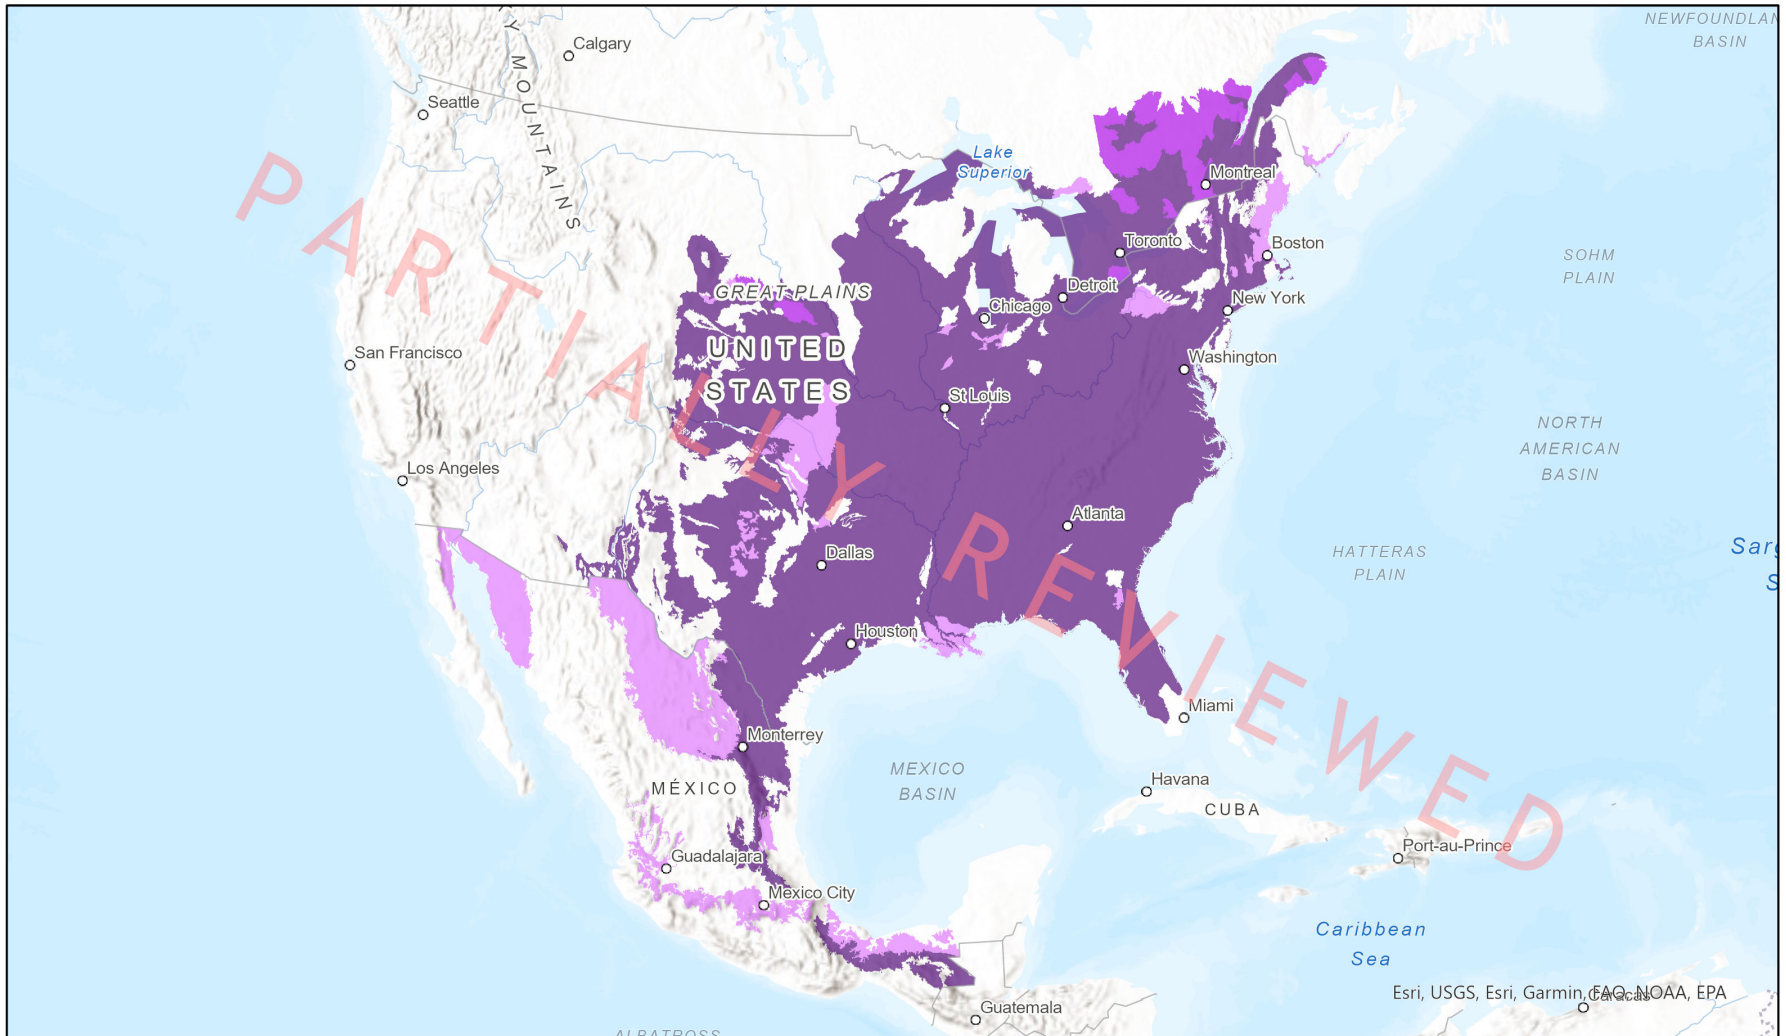 NEWFOUNDLAN
BASIN
Calgary
KY MOUNTAINS
Seattle
Lake
Superior
Montreal
Toronto
Boston
SOHM
PLAIN
GREAT PLAINS
Detroit
New York
Chicago
UNITED
STATES
San Francisco
Washington
St Louis
NORTH
AMERICAN
BASIN
Los Angeles
Atlanta
Dallas
HATTERAS
PLAIN
Sarg
S
PARTIALLY REVIEWED
Houston
Miami
Monterrey
MEXICO
BASIN
MÉXICO
Havana
CUBA
Guadalajara
Port-au-Prince
Mexico City
Caribbean
Sea
Esri, USGS, Esri, Garmin, FAO, NOAA, EPA
Caracas
Guatemala
ALBATROSS